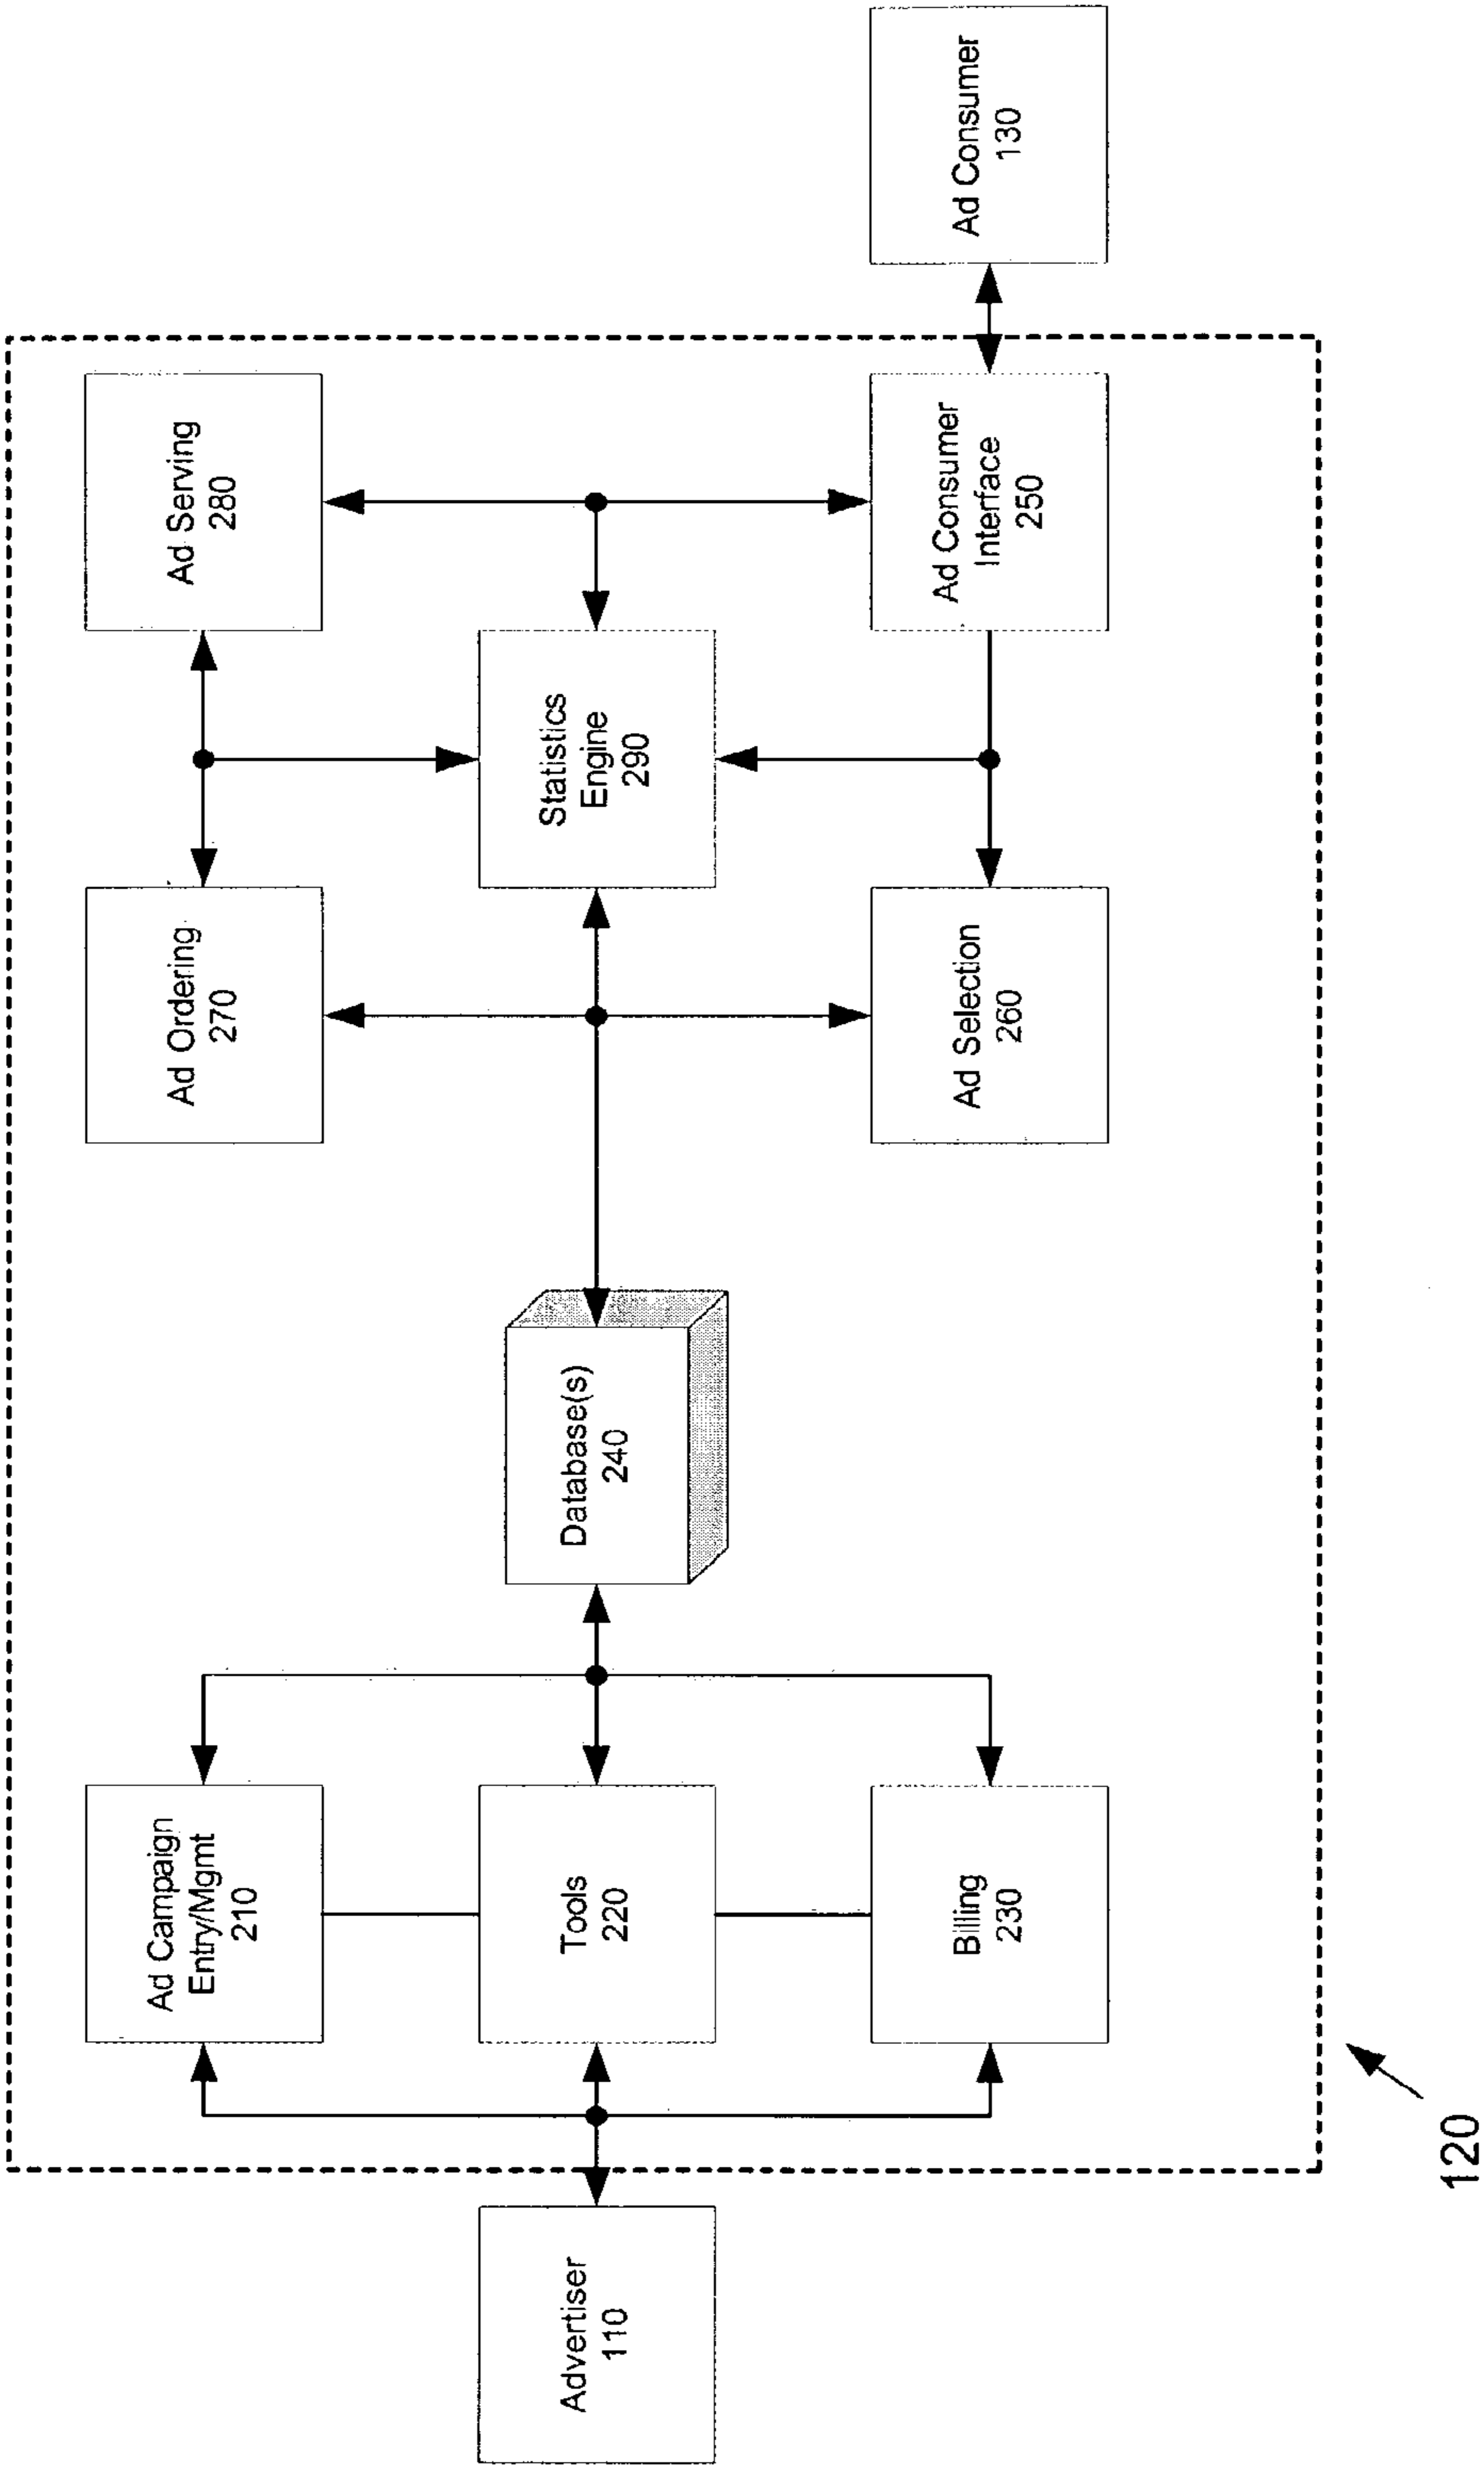 Advertiser
110
Ad Campaign
Entry/Mgmt
210
Tools
220
Billing
230
Database(s)
240
Ad Ordering
270
Ad Selection
260
Statistics
Engine
290
Ad Serving
280
Ad Consumer
Interface
250
Ad Consumer
130
120